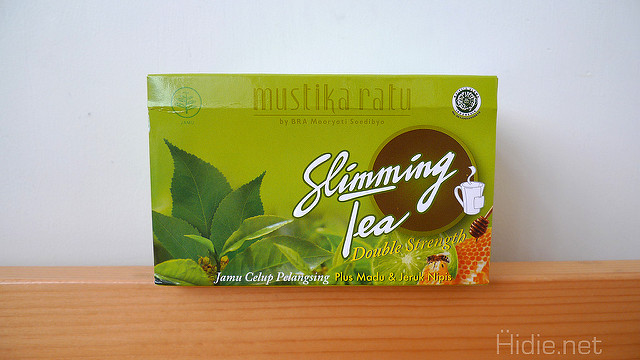 mustika ratu
by BRA Mooryati Soedibyo
Slimming
Tea
Double Strength
Jamu Celup Pelangsing Plus Madu & Jeruk Nipis
Hidie.net